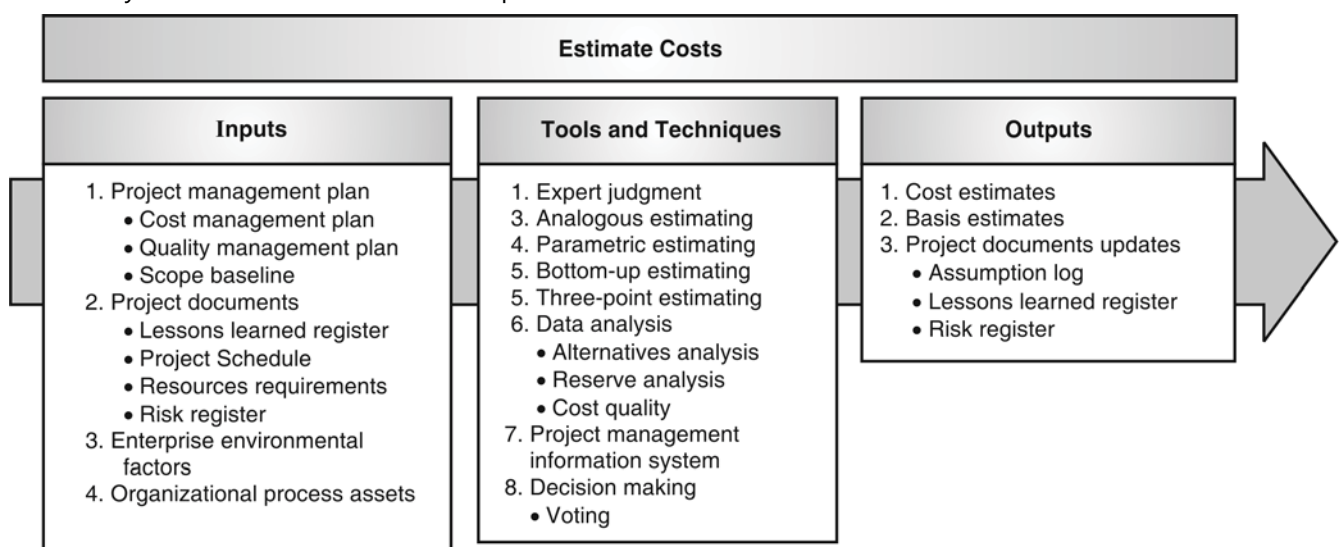 Estimate Costs
Inputs
1. Project management plan
• Cost management plan
• Quality management plan
• Scope baseline
2. Project documents
• Lessons learned register
• Project Schedule
• Resources requirements
• Risk register
3. Enterprise environmental
factors
4. Organizational process assets
Tools and Techniques
1. Expert judgment
3. Analogous estimating
4. Parametric estimating
5. Bottom-up estimating
5. Three-point estimating
6. Data analysis
• Alternatives analysis
• Reserve analysis
• Cost quality
7. Project management
information system
8. Decision making
• Voting
Outputs
1. Cost estimates
2. Basis estimates
3. Project documents updates
• Assumption log
• Lessons learned register
• Risk register